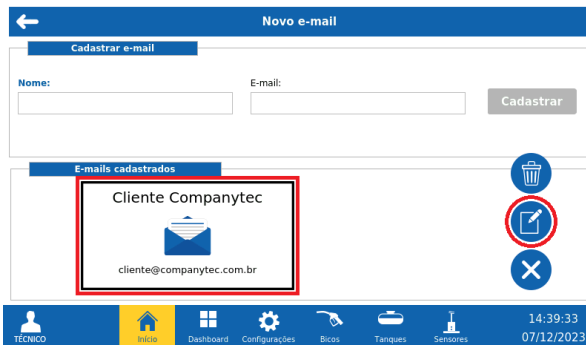 Novo e-mail
Cadastrar e-mail
Nome:
E-mail:
Cadastrar
E-mails cadastrados
Cliente Companytec
cliente@companytec.com.br
TÉCNICO
Início
Dashboard
Configurações
Bicos
Tanques
Sensores
14:39:33
07/12/2023